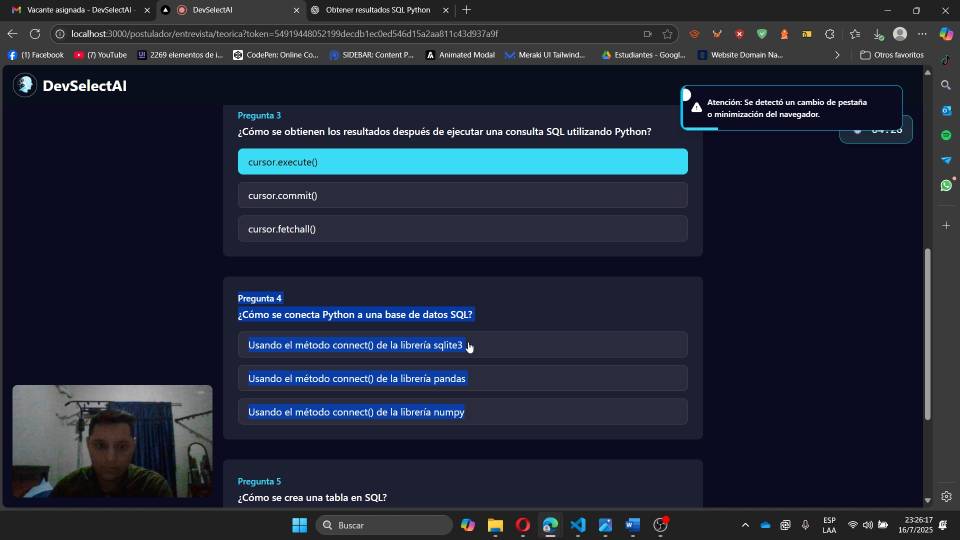 Vacante asignada - DevSelectAI -
DevSelectAI
Obtener resultados SQL Python
localhost:3000/postulador/entrevista/teorica?token=54919448052199decdb1ec0ed546d15a2aa811c43d937a9f
(1) Facebook
(7) YouTube
2269 elementos de i...
CodePen: Online Co...
SIDEBAR: Content P...
Animated Modal
Meraki UI Tailwind...
Estudiantes - Googl...
Website Domain Na...
Otros favoritos
DevSelectAI
Atención: Se detectó un cambio de pestaña
o minimización del navegador.
Pregunta 3
¿Cómo se obtienen los resultados después de ejecutar una consulta SQL utilizando Python?
cursor.execute()
cursor.commit()
cursor.fetchall()
Pregunta 4
¿Cómo se conecta Python a una base de datos SQL?
Usando el método connect() de la librería sqlite3
Usando el método connect() de la librería pandas
Usando el método connect() de la librería numpy
Pregunta 5
¿Cómo se crea una tabla en SQL?
Buscar
ESP
LAA
23:26:17
16/7/2025